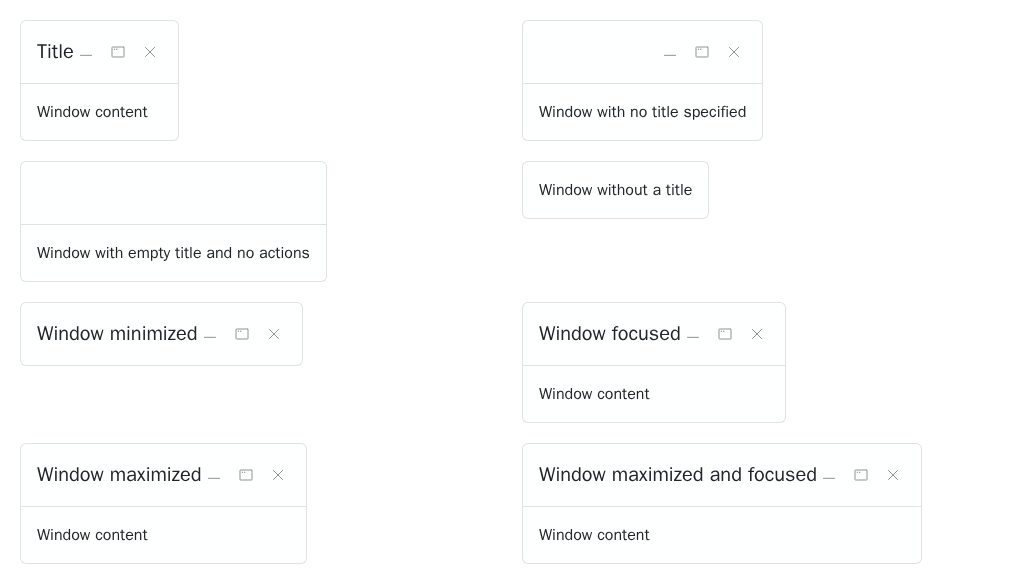 Title
Window content
Window with no title specified
Window with empty title and no actions
Window without a title
Window minimized
Window focused
Window content
Window maximized
Window content
Window maximized and focused
Window content